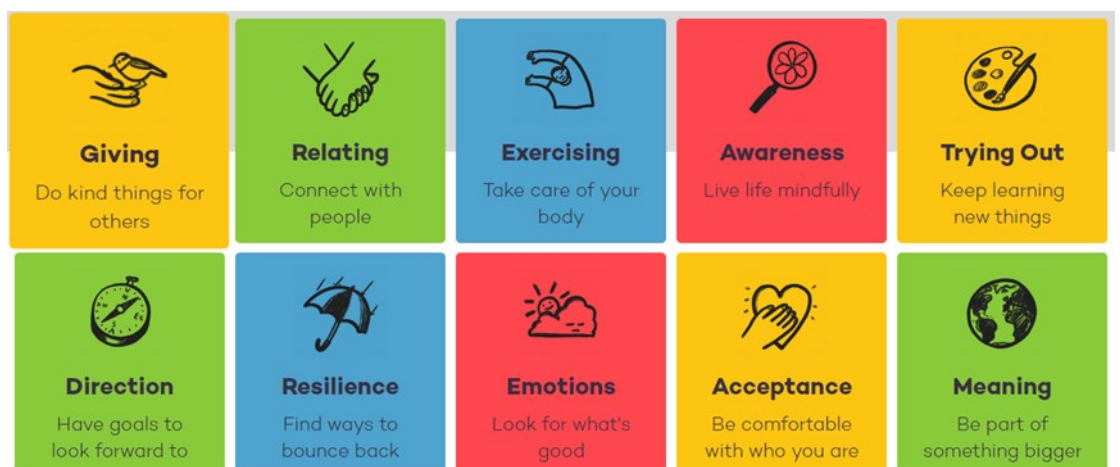 Giving
Do kind things for
others
Relating
Connect with
people
Exercising
Take care of your
body
Awareness
Live life mindfully
Trying Out
Keep learning
new things
Direction
Have goals to
look forward to
Resilience
Find ways to
bounce back
Emotions
Look for what's
good
Acceptance
Be comfortable
with who you are
Meaning
Be part of
something bigger